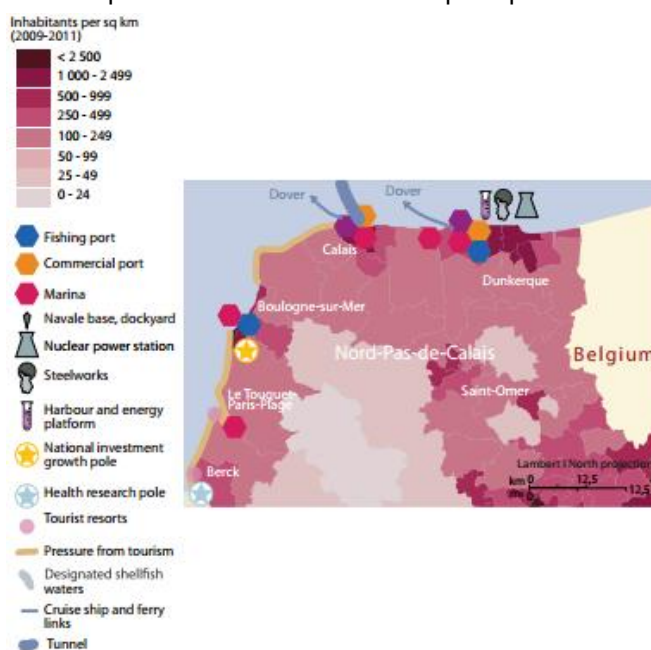 Inhabitants per sq km
(2009-2011)
< 2 500
1 000 - 2 499
500 - 999
250 - 499
100 - 249
50 - 99
25 - 49
0 - 24
Fishing port
Commercial port
Marina
Navale base, dockyard
Nuclear power station
Steelworks
Harbour and energy
platform
National investment
growth pole
Health research pole
Tourist resorts
Pressure from tourism
Designated shellfish
waters
Cruise ship and ferry
links
Tunnel
Dover
Dover
Calais
Dunkerque
Boulogne-sur-Mer
Nord-Pas-de-Calais
Belgium
Le Touquet-
Paris-Plage
Saint-Omer
Berck
Lambert I North projection
km 0 12,5
mi 0 12,5